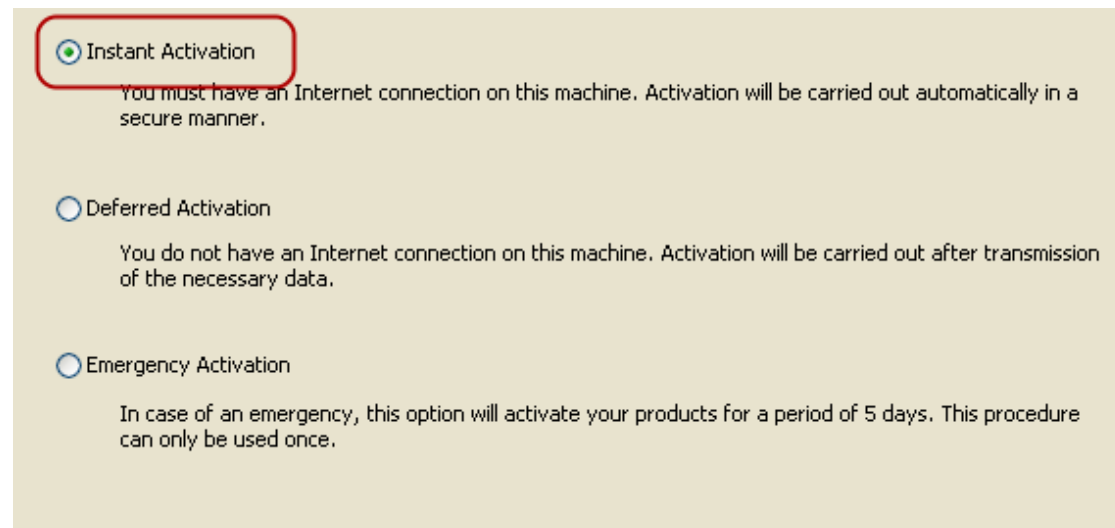 Instant Activation
You must have an Internet connection on this machine. Activation will be carried out automatically in a
secure manner.
Deferred Activation
You do not have an Internet connection on this machine. Activation will be carried out after transmission
of the necessary data.
Emergency Activation
In case of an emergency, this option will activate your products for a period of 5 days. This procedure
can only be used once.